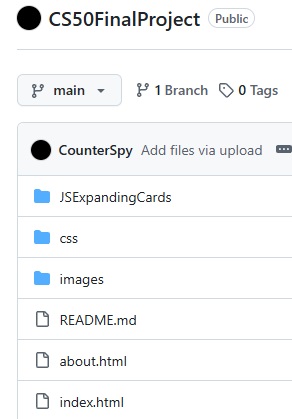 CS50FinalProject Public
main 1 Branch 0 Tags
CounterSpy Add files via upload
JSExpandingCards
css
images
README.md
about.html
index.html